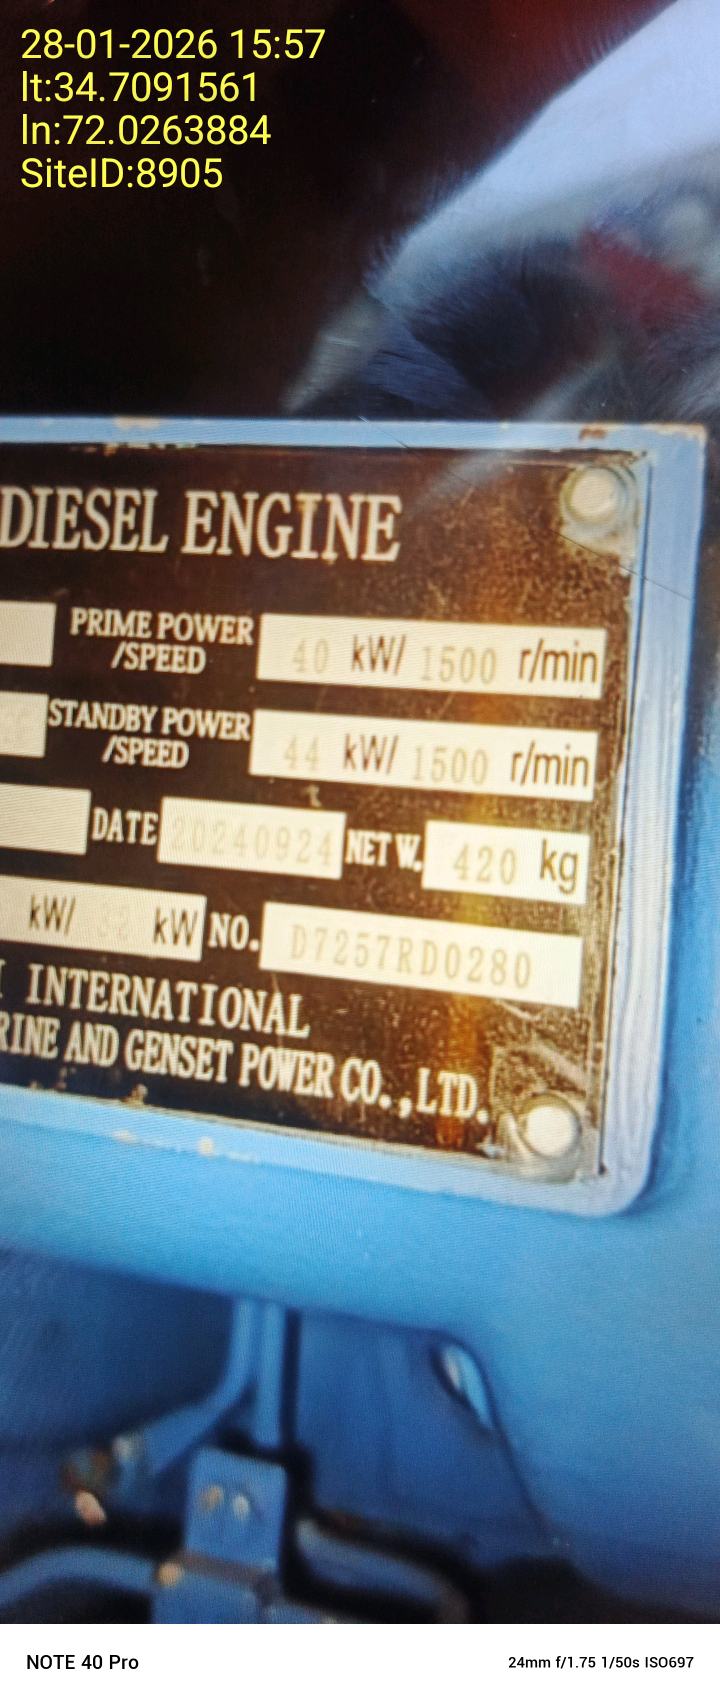 28-01-2026 15:57
lt:34.7091561
ln:72.0263884
SiteID:8905
DIESEL ENGINE
PRIME POWER
/SPEED 40 kW/ 1500 r/min
STANDBY POWER
/SPEED 44 kW/ 1500 r/min
DATE 20240924 NET W. 420 kg
kW/ kW NO. D7257RD0280
INTERNATIONAL
RINE AND GENSET POWER CO.,LTD.
NOTE 40 Pro
24mm f/1.75 1/50s ISO697